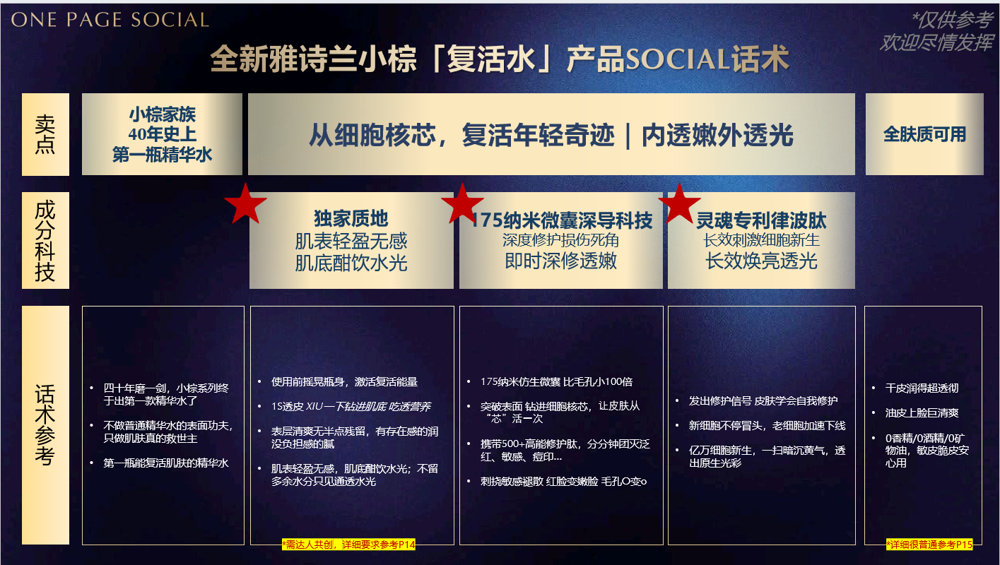 ONE PAGE SOCIAL
*仅供参考
欢迎尽情发挥
全新雅诗兰小棕「复活水」产品SOCIAL话术
卖点
小棕家族
40年史上
第一瓶精华水
从细胞核芯，复活年轻奇迹｜内透嫩外透光
全肤质可用
成分科技
独家质地
肌表轻盈无感
肌底酣饮水光
175纳米微囊深导科技
深度修护损伤死角
即时深修透嫩
灵魂专利律波肽
长效刺激细胞新生
长效焕亮透光
话术参考
• 四十年磨一剑，小棕系列终
于出第一款精华水了
• 不做普通精华水的表面功夫，
只做肌肤真的救世主
• 第一瓶能复活肌肤的精华水
• 使用前摇晃瓶身，激活复活能量
• 1S透皮 XIU一下钻进肌底 吃透营养
• 表层清爽无半点残留，有存在感的润
没负担感的腻
• 肌表轻盈无感，肌底酣饮水光；不留
多余水分只见通透水光
• 175纳米仿生微囊 比毛孔小100倍
• 突破表面 钻进细胞核芯，让皮肤从
“芯”活一次
• 携带500+高能修护肽，分分钟团灭泛
红、敏感、痘印...
• 刺挠敏感褪散 红脸变嫩脸 毛孔O变o
• 发出修护信号 皮肤学会自我修护
• 新细胞不停冒头，老细胞加速下线
• 亿万细胞新生，一扫暗沉黄气，透
出原生光彩
• 干皮润得超透彻
• 油皮上脸巨清爽
• 0香精/0酒精/0矿
物油，敏皮脆皮安
心用
*需达人共创，详细要求参考P14
*详细很普通参考P15